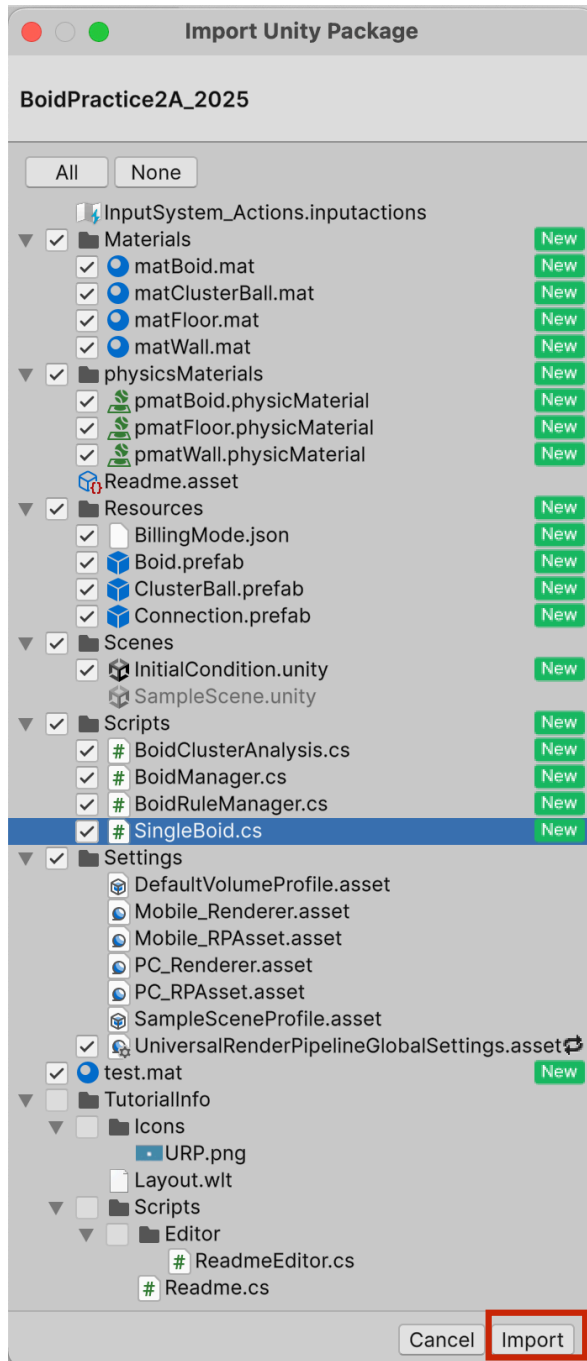 Import Unity Package
BoidPractice2A_2025
All None
InputSystem_Actions.inputactions
Materials New
matBoid.mat New
matClusterBall.mat New
matFloor.mat New
matWall.mat New
physicsMaterials New
pmatBoid.physicMaterial New
pmatFloor.physicMaterial New
pmatWall.physicMaterial New
Readme.asset
Resources New
BillingMode.json New
Boid.prefab New
ClusterBall.prefab New
Connection.prefab New
Scenes
InitialCondition.unity New
SampleScene.unity
Scripts New
# BoidClusterAnalysis.cs New
# BoidManager.cs New
# BoidRuleManager.cs New
# SingleBoid.cs New
Settings
DefaultVolumeProfile.asset
Mobile_Renderer.asset
Mobile_RPAsset.asset
PC_Renderer.asset
PC_RPAsset.asset
SampleSceneProfile.asset
UniversalRenderPipelineGlobalSettings.asset
test.mat New
TutorialInfo
Icons
URP.png
Layout.wlt
Scripts
Editor
# ReadmeEditor.cs
# Readme.cs
Cancel Import